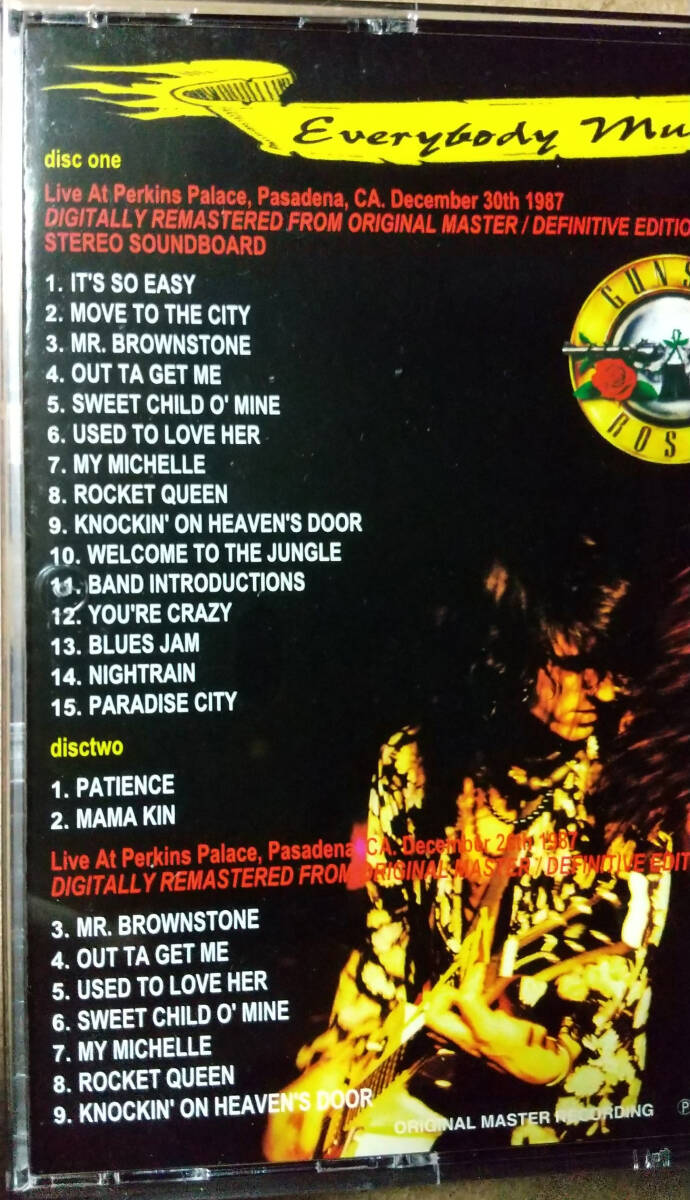 Everybody Mu
disc one
Live At Perkins Palace, Pasadena, CA. December 30th 1987
DIGITALLY REMASTERED FROM ORIGINAL MASTER / DEFINITIVE EDITIO
STEREO SOUNDBOARD
1. IT'S SO EASY
2. MOVE TO THE CITY
3. MR. BROWNSTONE
4. OUT TA GET ME
5. SWEET CHILD O' MINE
6. USED TO LOVE HER
7. MY MICHELLE
8. ROCKET QUEEN
9. KNOCKIN' ON HEAVEN'S DOOR
10. WELCOME TO THE JUNGLE
11. BAND INTRODUCTIONS
12. YOU'RE CRAZY
13. BLUES JAM
14. NIGHTRAIN
15. PARADISE CITY
GUNS
ROS
disctwo
1. PATIENCE
2. MAMA KIN
Live At Perkins Palace, Pasadena, CA. December 1987
DIGITALLY REMASTERED FROM ORIGINAL MASTER / DEFINITIVE EDIT
3. MR. BROWNSTONE
4. OUT TA GET ME
5. USED TO LOVE HER
6. SWEET CHILD O' MINE
7. MY MICHELLE
8. ROCKET QUEEN
9. KNOCKIN' ON HEAVEN'S DOOR
ORIGINAL MASTER RECORDING ℗